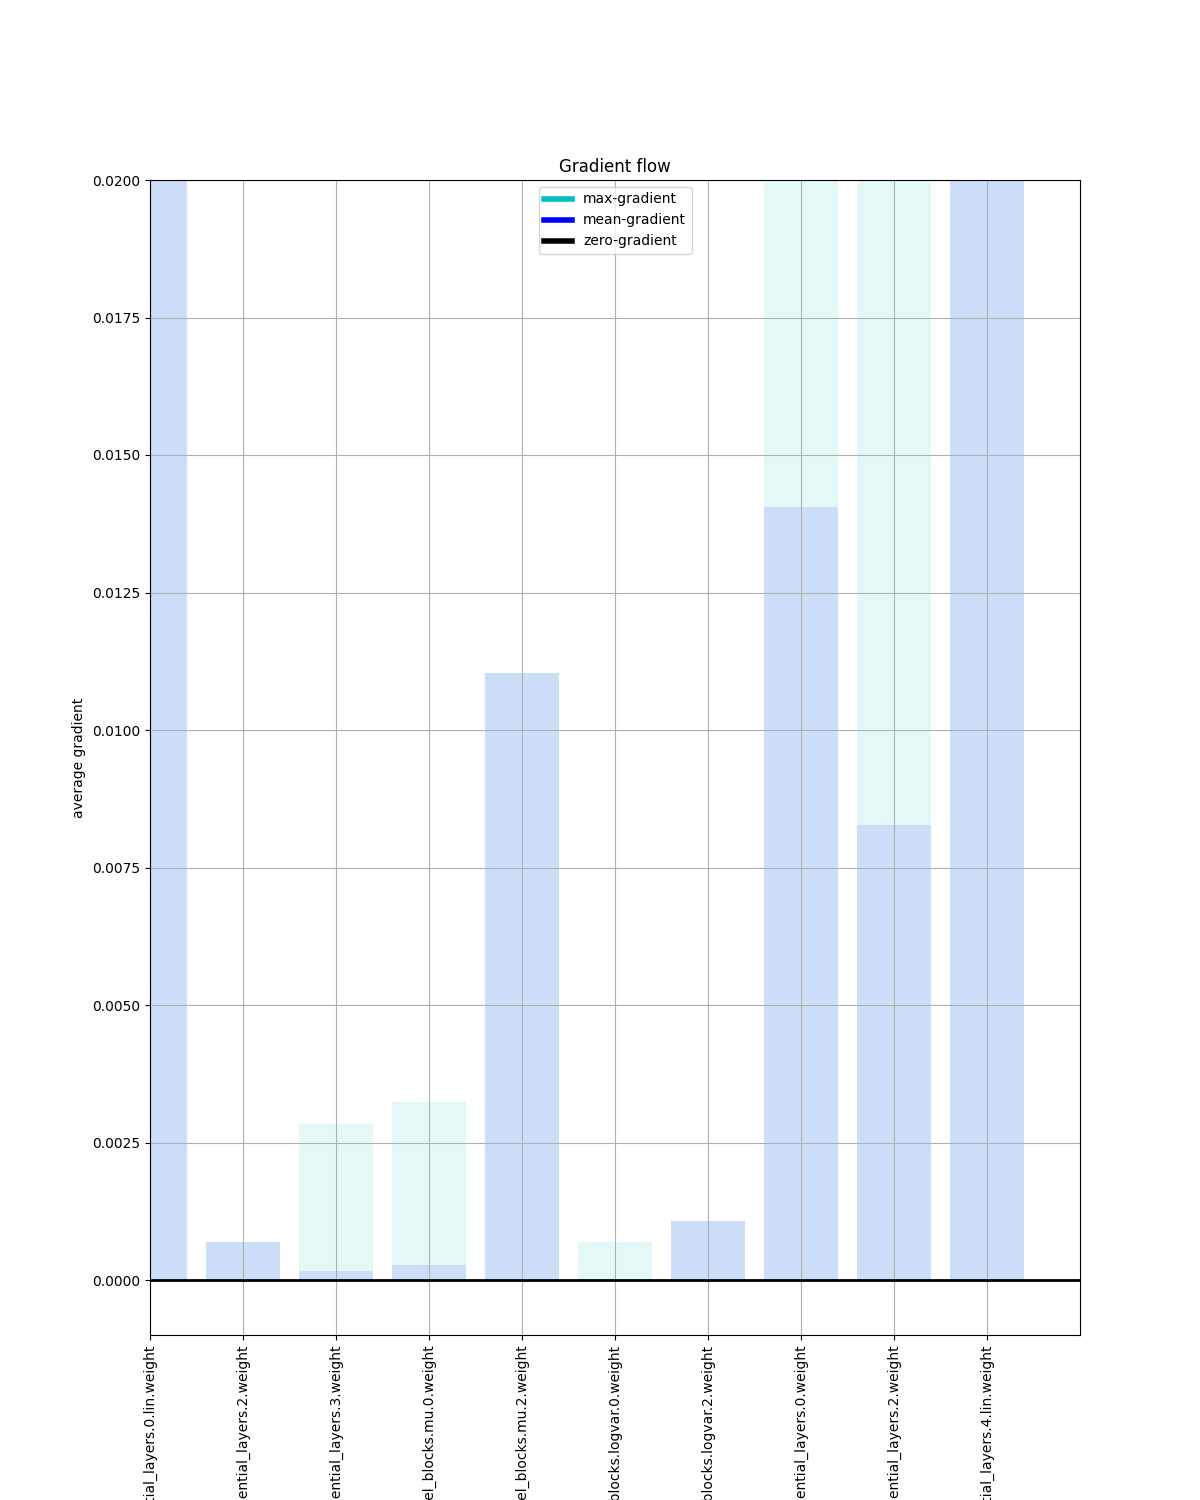 Gradient flow
max-gradient
mean-gradient
zero-gradient
0.0200
0.0175
0.0150
0.0125
0.0100
0.0075
0.0050
0.0025
0.0000
average gradient
tial_layers.0.lin.weight
ential_layers.2.weight
ential_layers.3.weight
el_blocks.mu.0.weight
el_blocks.mu.2.weight
blocks.logvar.0.weight
blocks.logvar.2.weight
ential_layers.0.weight
ential_layers.2.weight
tial_layers.4.lin.weight